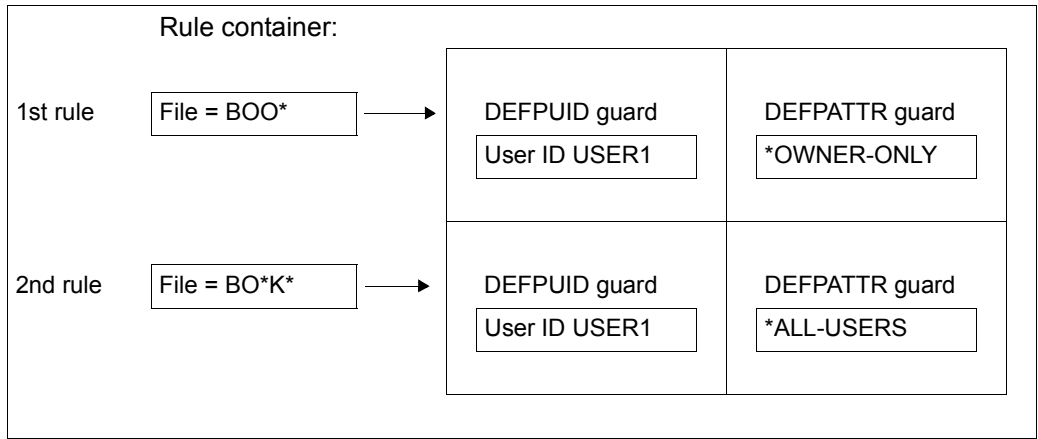 Rule container:
1st rule
File = BOO*
DEFPUID guard
User ID USER1
DEFPATTR guard
*OWNER-ONLY
2nd rule
File = BO*K*
DEFPUID guard
User ID USER1
DEFPATTR guard
*ALL-USERS